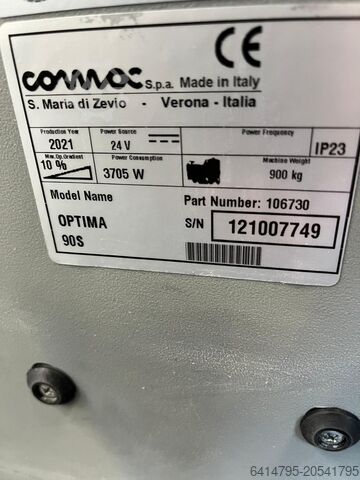 comac S.p.a. Made in Italy CE
S. Maria di Zevio - Verona - Italia
Production Year Power Source Power Frequency
2021 24 V IP23
Max. Op. Gradient Power Consumption Machine Weight
10 % 3705 W 900 kg
Model Name Part Number: 106730
OPTIMA S/N 121007749
90S
6414795-20541795